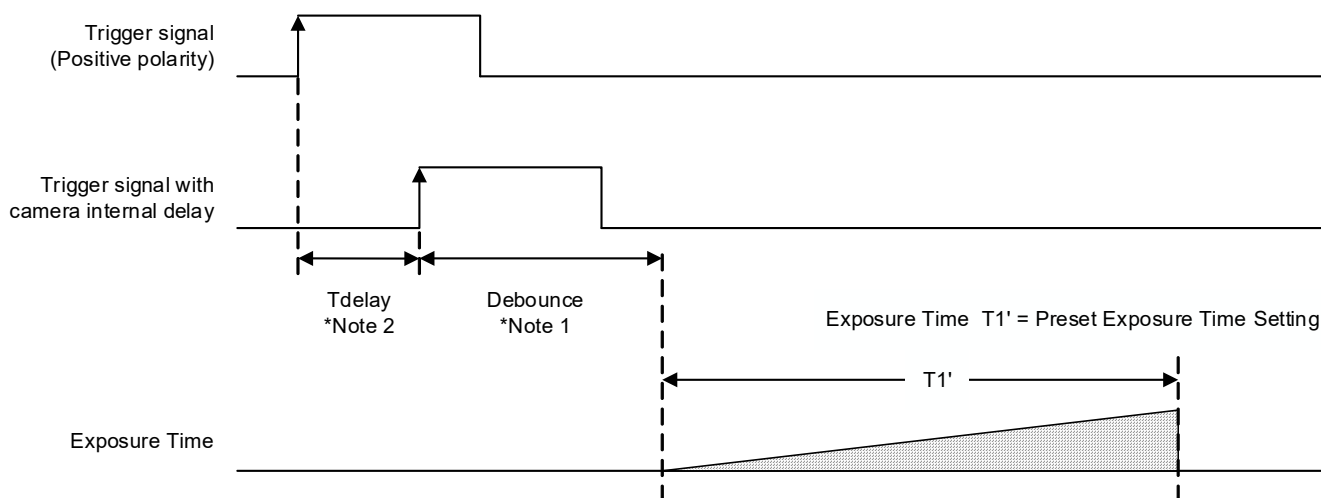 Trigger signal
(Positive polarity)
Trigger signal with
camera internal delay
Tdelay
*Note 2
Debounce
*Note 1
Exposure Time T1' = Preset Exposure Time Setting
T1'
Exposure Time